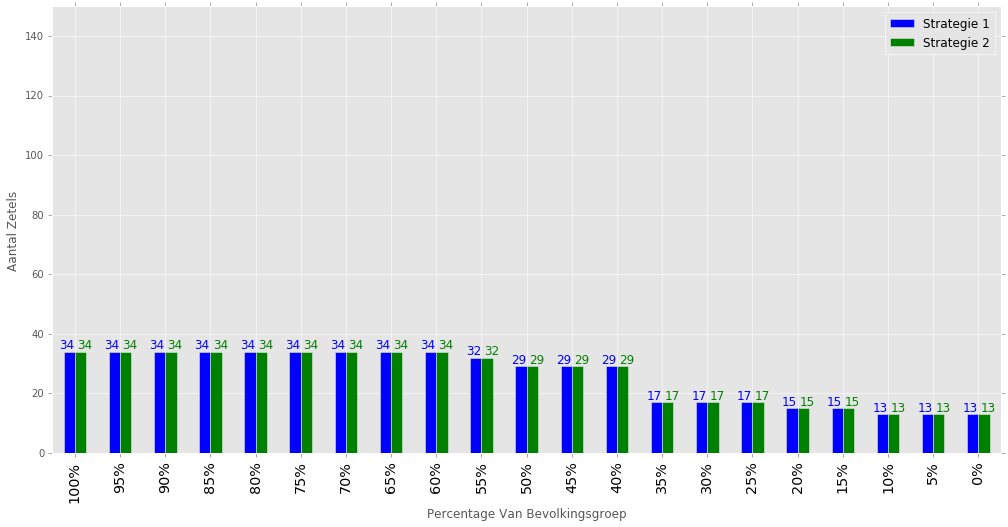 Strategie 1
Strategie 2
140
120
100
80
60
40
20
0
Aantal Zetels
34 34 34 34 34 34 34 34 34 34 34 34 34 34 34 34 34 34 32 32 29 29 29 29 29 29 17 17 17 17 17 17 15 15 15 15 13 13 13 13 13 13
100% 95% 90% 85% 80% 75% 70% 65% 60% 55% 50% 45% 40% 35% 30% 25% 20% 15% 10% 5% 0%
Percentage Van Bevolkingsgroep